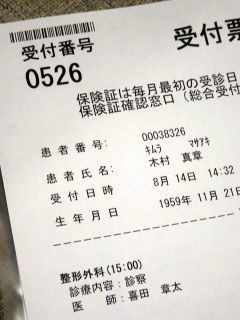 受付番号
受付票
0526
保険証は毎月最初の受診日
保険証確認窓口(総合受付
患者番号: 00038326
キムラ マサアキ
患者氏名: 木村 真章
受付日時 8月14日 14:32
生年月日 1959年 11月 21日
整形外科(15:00)
診療内容:診察
医 師:喜田 章太